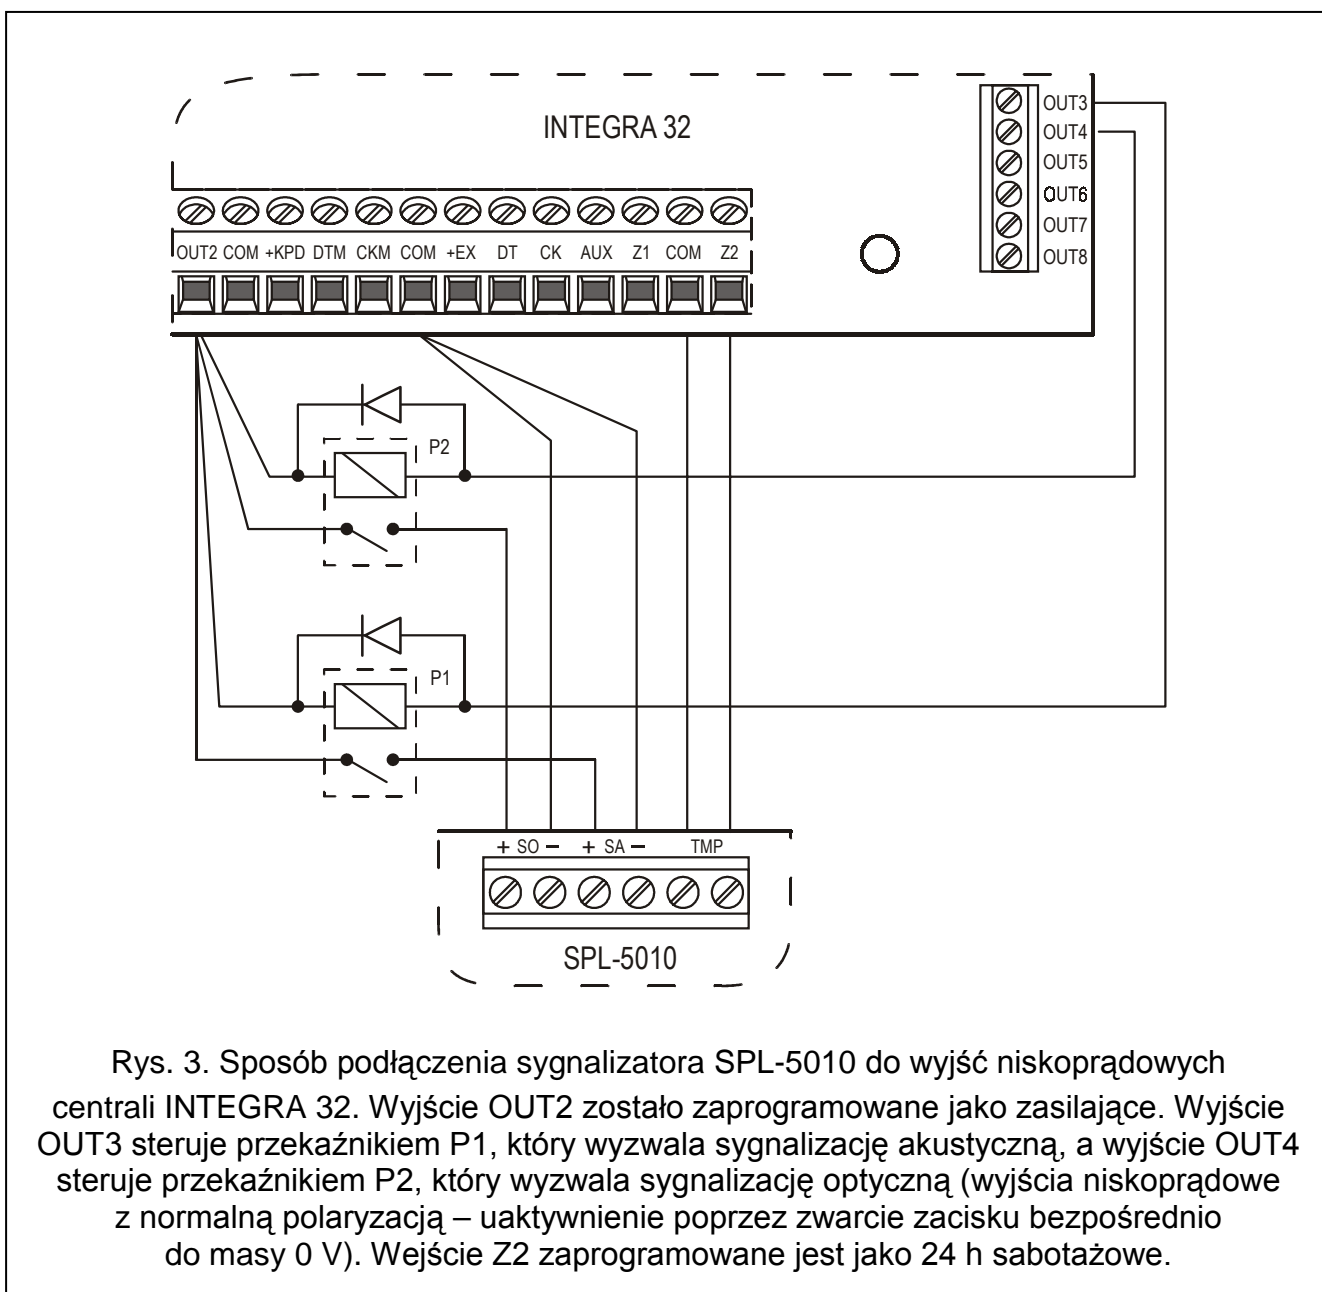 INTEGRA 32
OUT3
OUT4
OUT5
OUT6
OUT7
OUT8
OUT2 COM +KPD DTM CKM COM +EX DT CK AUX Z1 COM Z2
P2
P1
+ SO − + SA − TMP
SPL-5010
Rys. 3. Sposób podłączenia sygnalizatora SPL-5010 do wyjść niskoprądowych
centrali INTEGRA 32. Wyjście OUT2 zostało zaprogramowane jako zasilające. Wyjście
OUT3 steruje przekaźnikiem P1, który wyzwala sygnalizację akustyczną, a wyjście OUT4
steruje przekaźnikiem P2, który wyzwala sygnalizację optyczną (wyjścia niskoprądowe
z normalną polaryzacją – uaktywnienie poprzez zwarcie zacisku bezpośrednio
do masy 0 V). Wejście Z2 zaprogramowane jest jako 24 h sabotażowe.